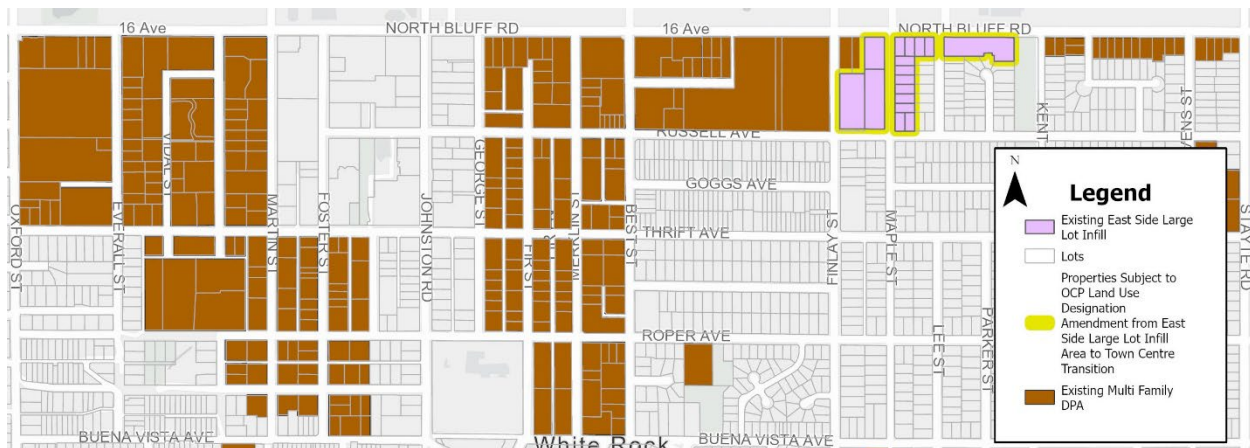 16 Ave
NORTH BLUFF RD
16 Ave
NORTH BLUFF RD
RUSSELL AVE
GOGGS AVE
THRIFT AVE
ROPER AVE
BUENA VISTA AVE
BUENA VISTA AVE
White Rock
OXFORD ST
EVERALL ST
VIDAL ST
MARTIN ST
FOSTER ST
JOHNSTON RD
GEORGE ST
FIR ST
BEST ST
FINLAY ST
MAPLE ST
LEE ST
PARKER ST
KENT
STAYTE RD
N
Legend
Existing East Side Large
Lot Infill
Lots
Properties Subject to
OCP Land Use
Designation
Amendment from East
Side Large Lot Infill
Area to Town Centre
Transition
Existing Multi Family
DPA